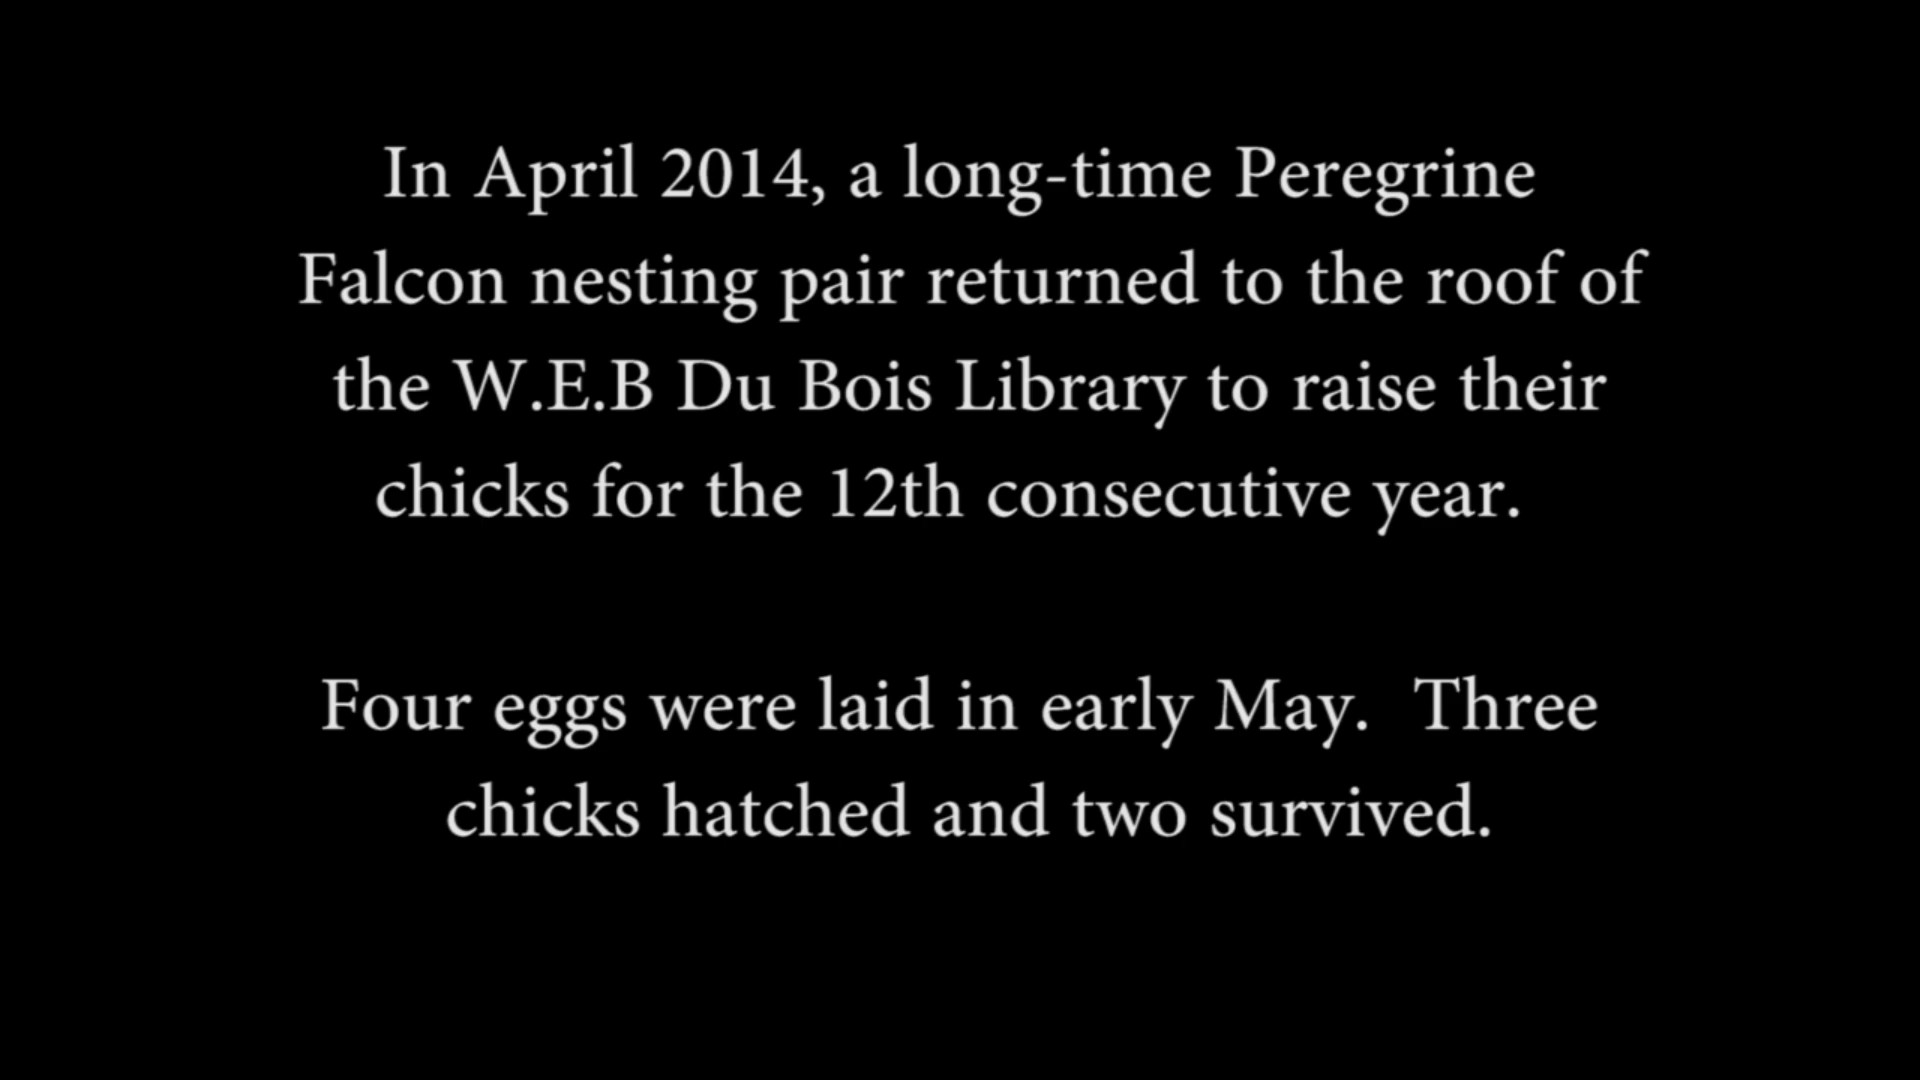 In April 2014, a long-time Peregrine
Falcon nesting pair returned to the roof of
the W.E.B Du Bois Library to raise their
chicks for the 12th consecutive year.
Four eggs were laid in early May.  Three
chicks hatched and two survived.